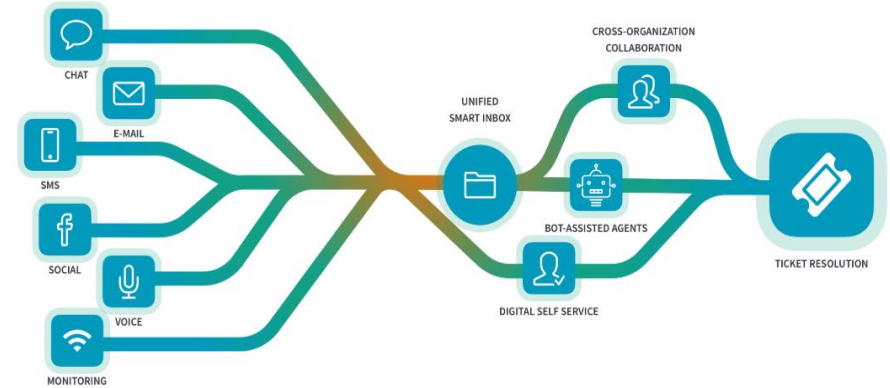 CHAT
E-MAIL
SMS
SOCIAL
VOICE
MONITORING
UNIFIED
SMART INBOX
CROSS-ORGANIZATION
COLLABORATION
BOT-ASSISTED AGENTS
DIGITAL SELF SERVICE
TICKET RESOLUTION